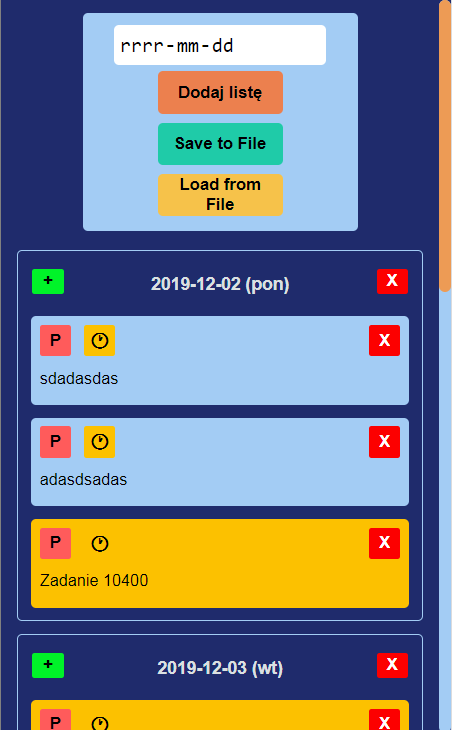 rrrr-mm-dd
Dodaj listę
Save to File
Load from
File
+ 2019-12-02 (pon) X
P X
sdadasdas
P X
adasdsadas
P X
Zadanie 10400
+ 2019-12-03 (wt) X
P X